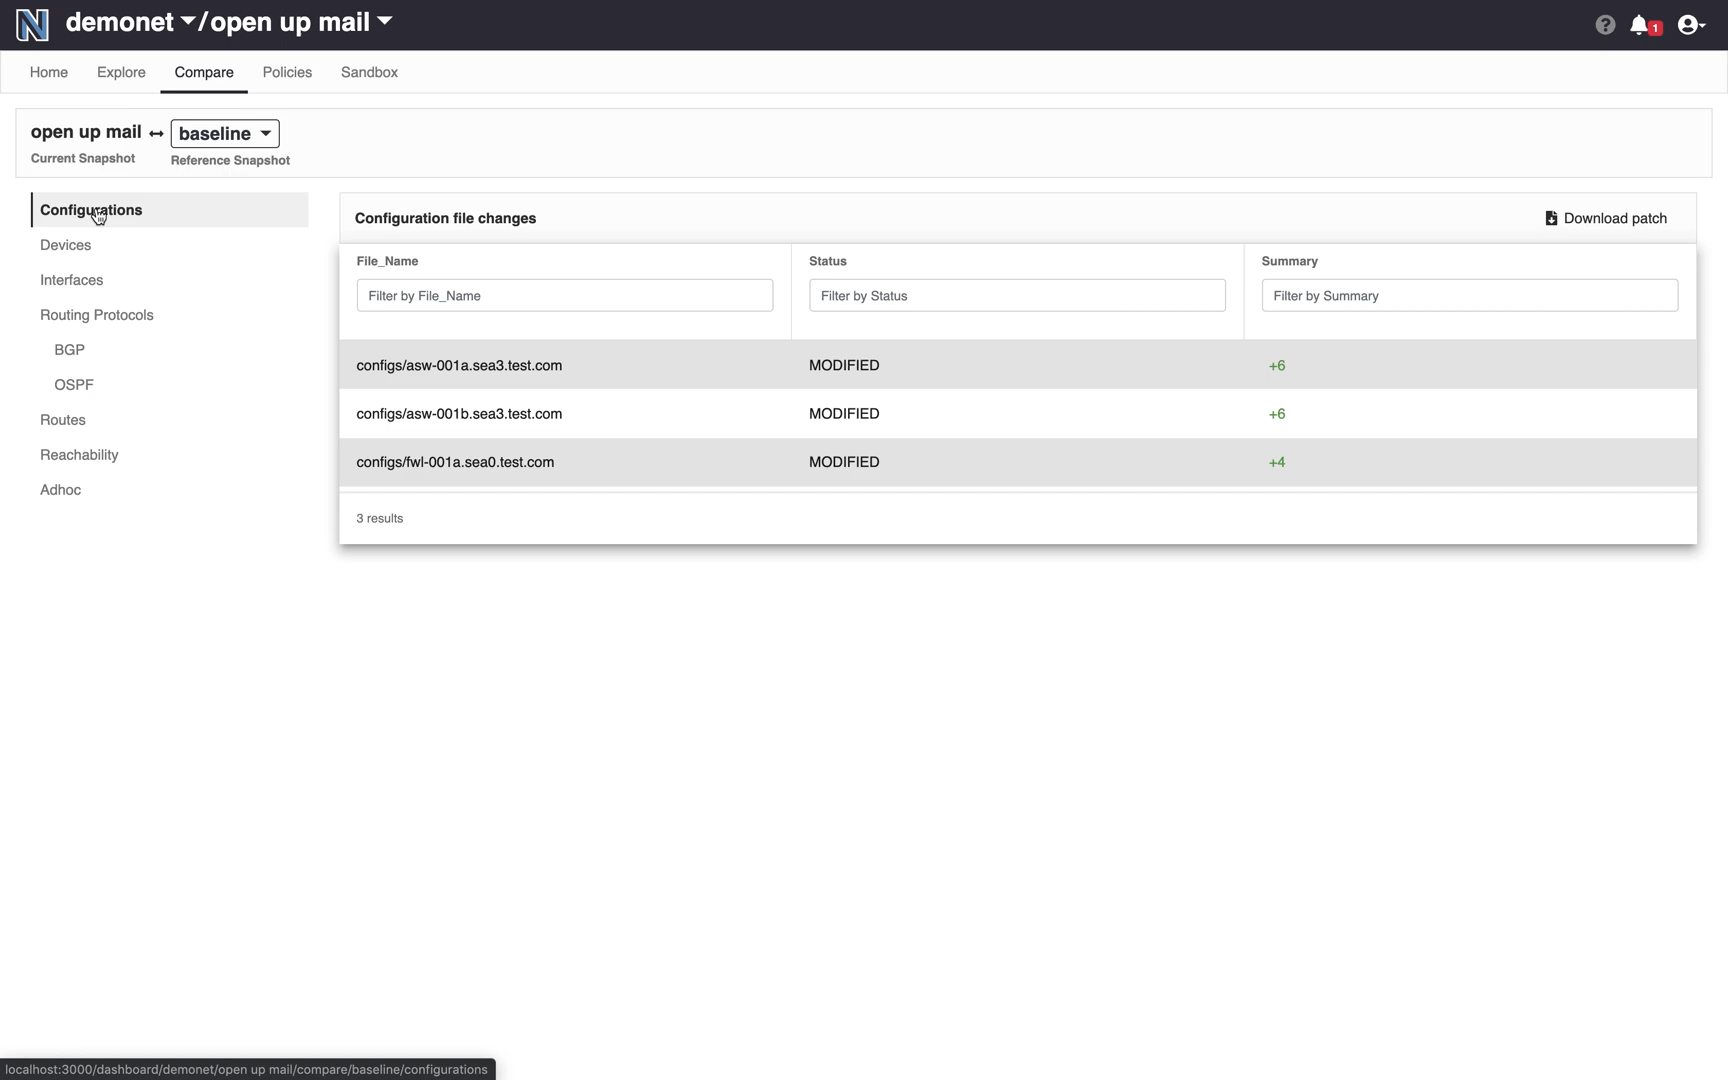 demonet / open up mail
1
Home Explore Compare Policies Sandbox
open up mail ↔ baseline
Current Snapshot Reference Snapshot
Configurations
Devices
Interfaces
Routing Protocols
BGP
OSPF
Routes
Reachability
Adhoc
Configuration file changes Download patch
File_Name Status Summary
Filter by File_Name Filter by Status Filter by Summary
configs/asw-001a.sea3.test.com MODIFIED +6
configs/asw-001b.sea3.test.com MODIFIED +6
configs/fwl-001a.sea0.test.com MODIFIED +4
3 results
localhost:3000/dashboard/demonet/open up mail/compare/baseline/configurations